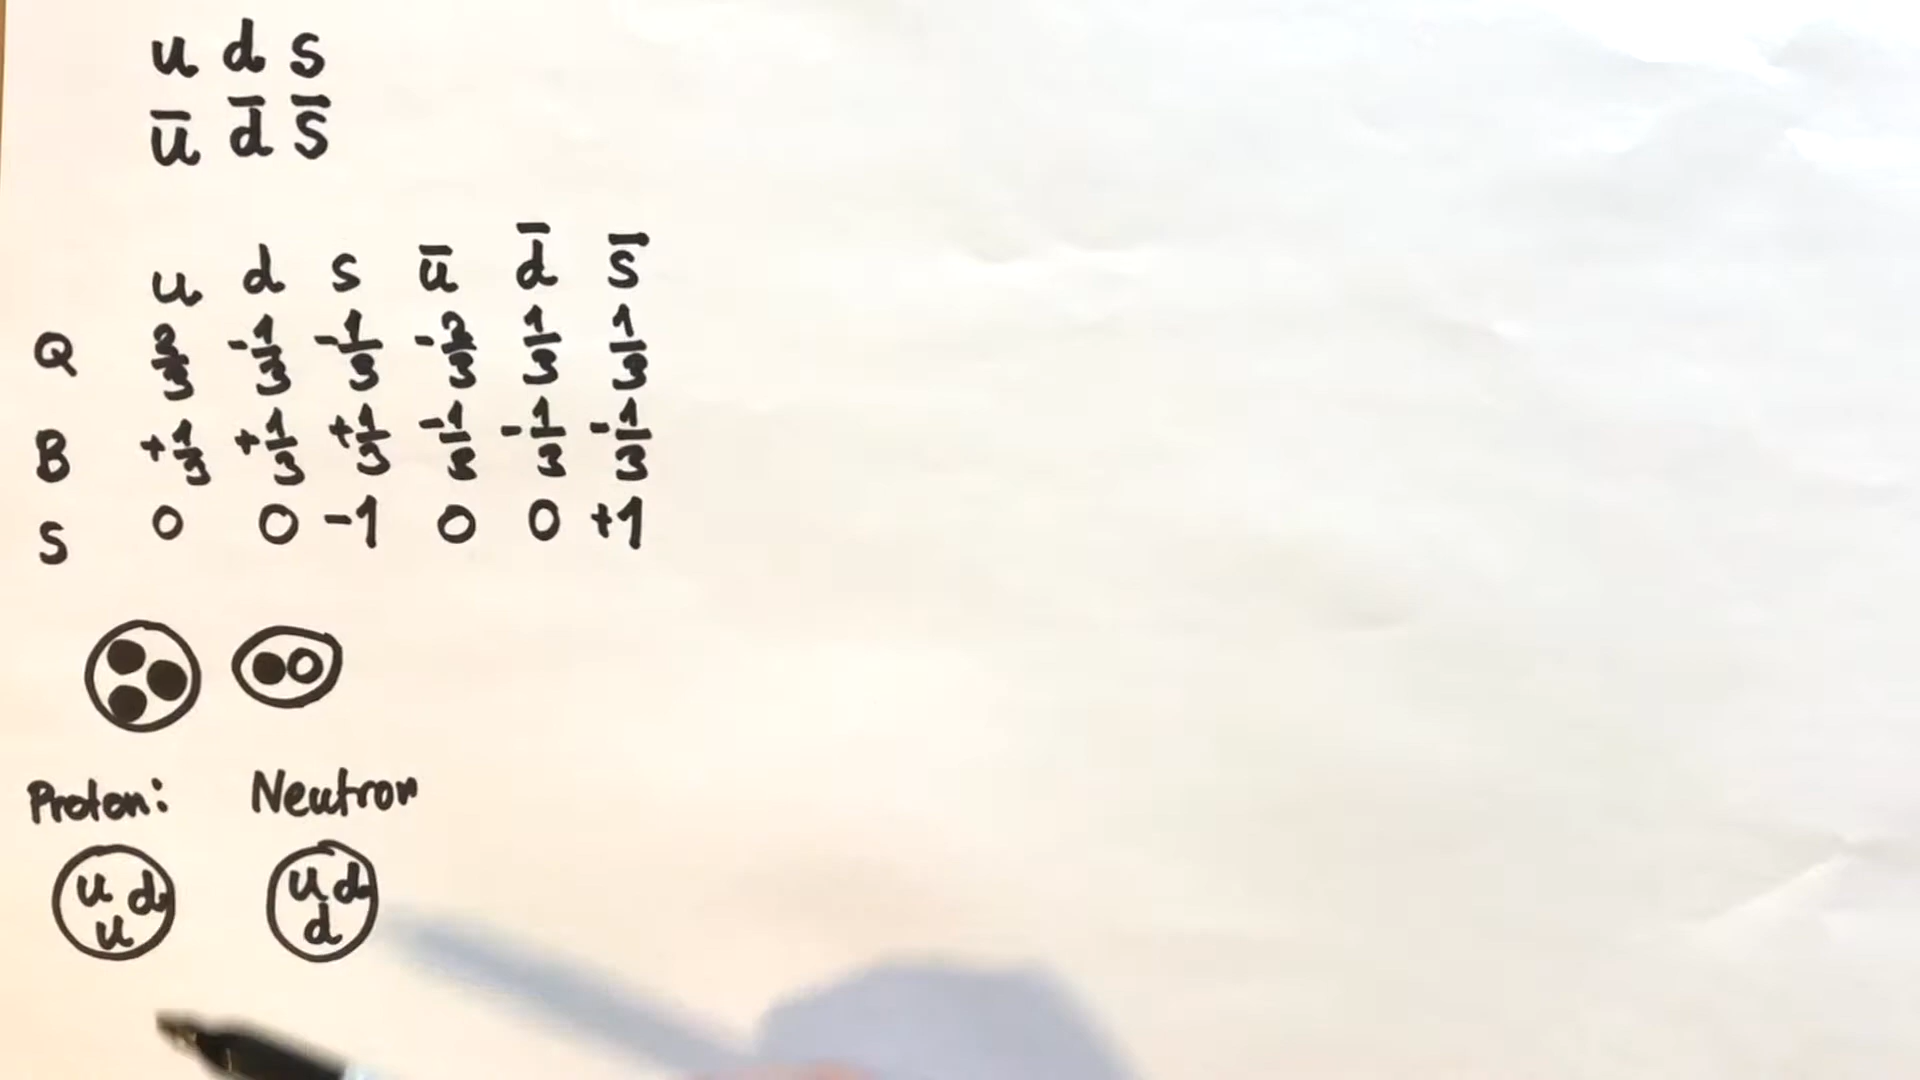 u d s
ū d̄ s̄
u d s ū d̄ s̄
Q 2/3 -1/3 -1/3 -2/3 1/3 1/3
B +1/3 +1/3 +1/3 -1/3 -1/3 -1/3
S 0 0 -1 0 0 +1
Proton: Neutron
u d u d
u d